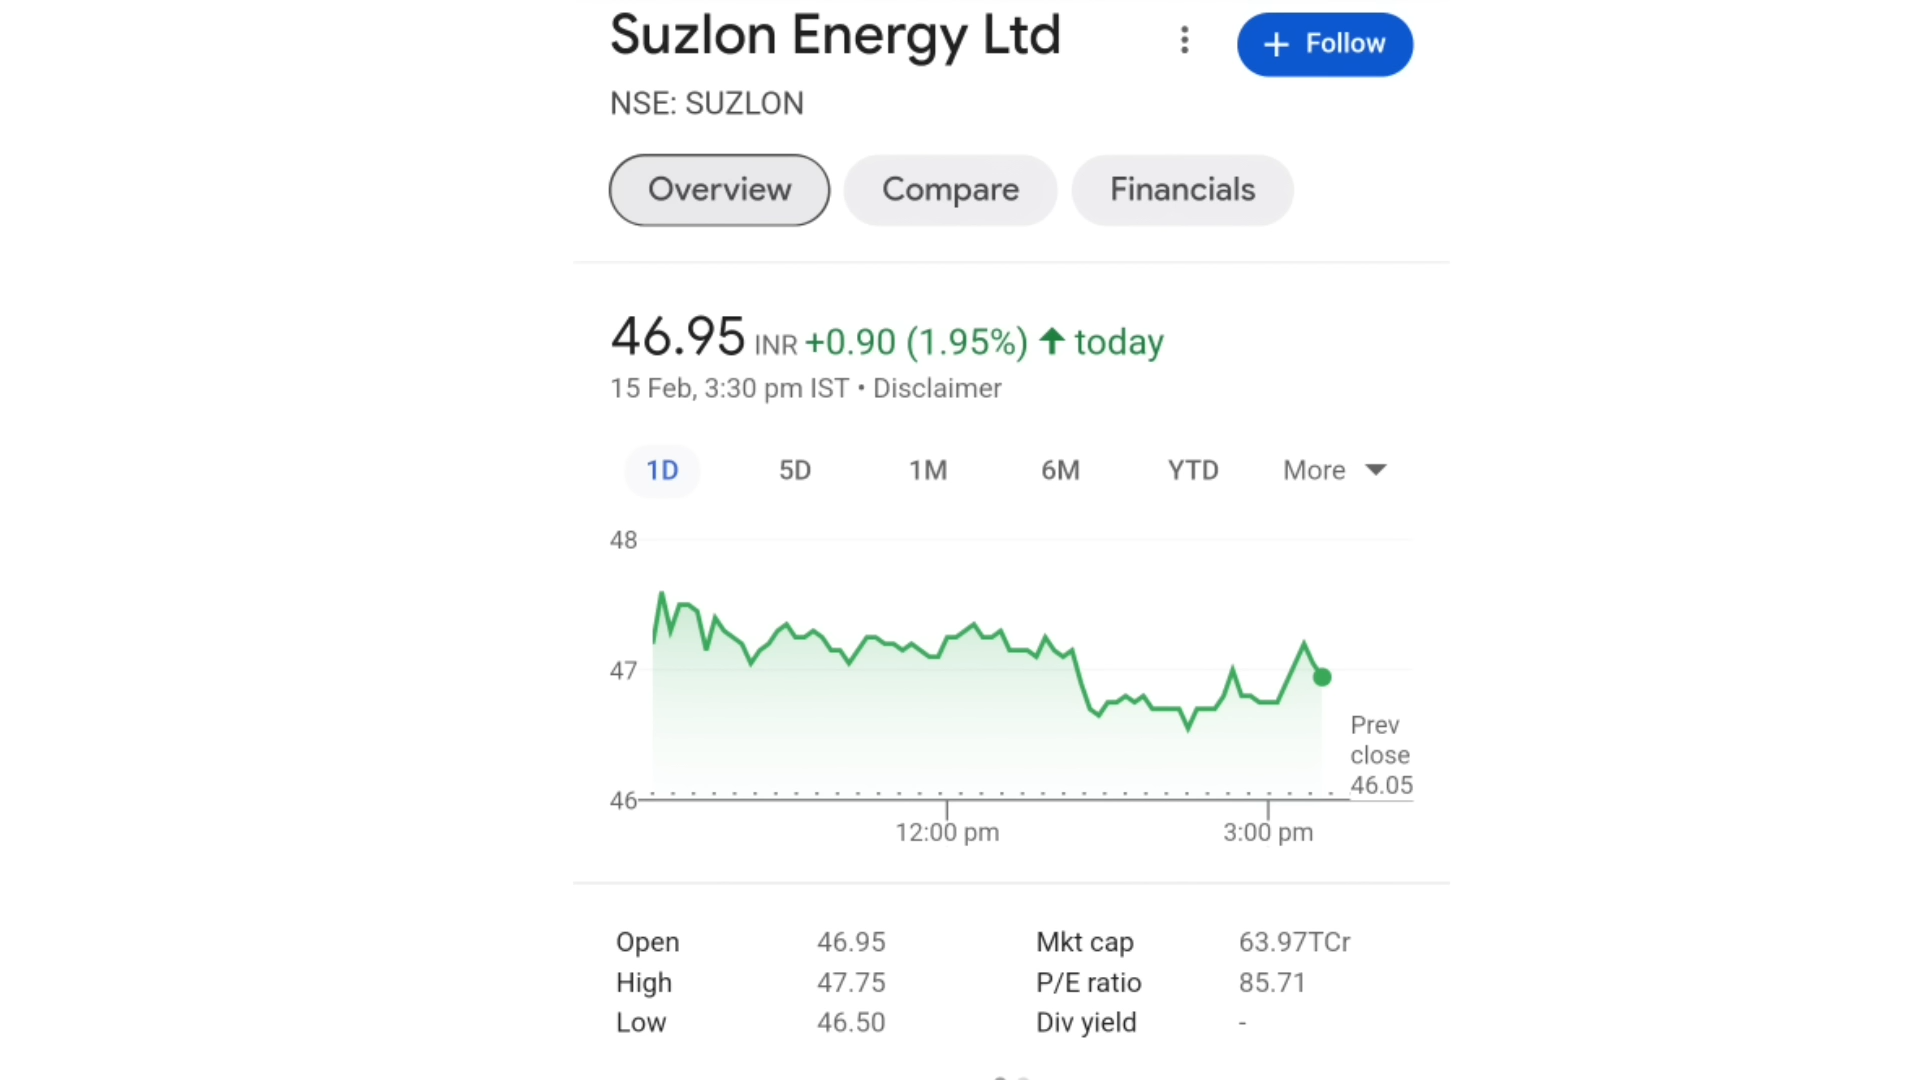 Suzlon Energy Ltd
+ Follow
NSE: SUZLON
Overview Compare Financials
46.95 INR +0.90 (1.95%) ↑ today
15 Feb, 3:30 pm IST • Disclaimer
1D 5D 1M 6M YTD More
48
47
46
Prev
close
46.05
12:00 pm 3:00 pm
Open 46.95 Mkt cap 63.97TCr
High 47.75 P/E ratio 85.71
Low 46.50 Div yield -